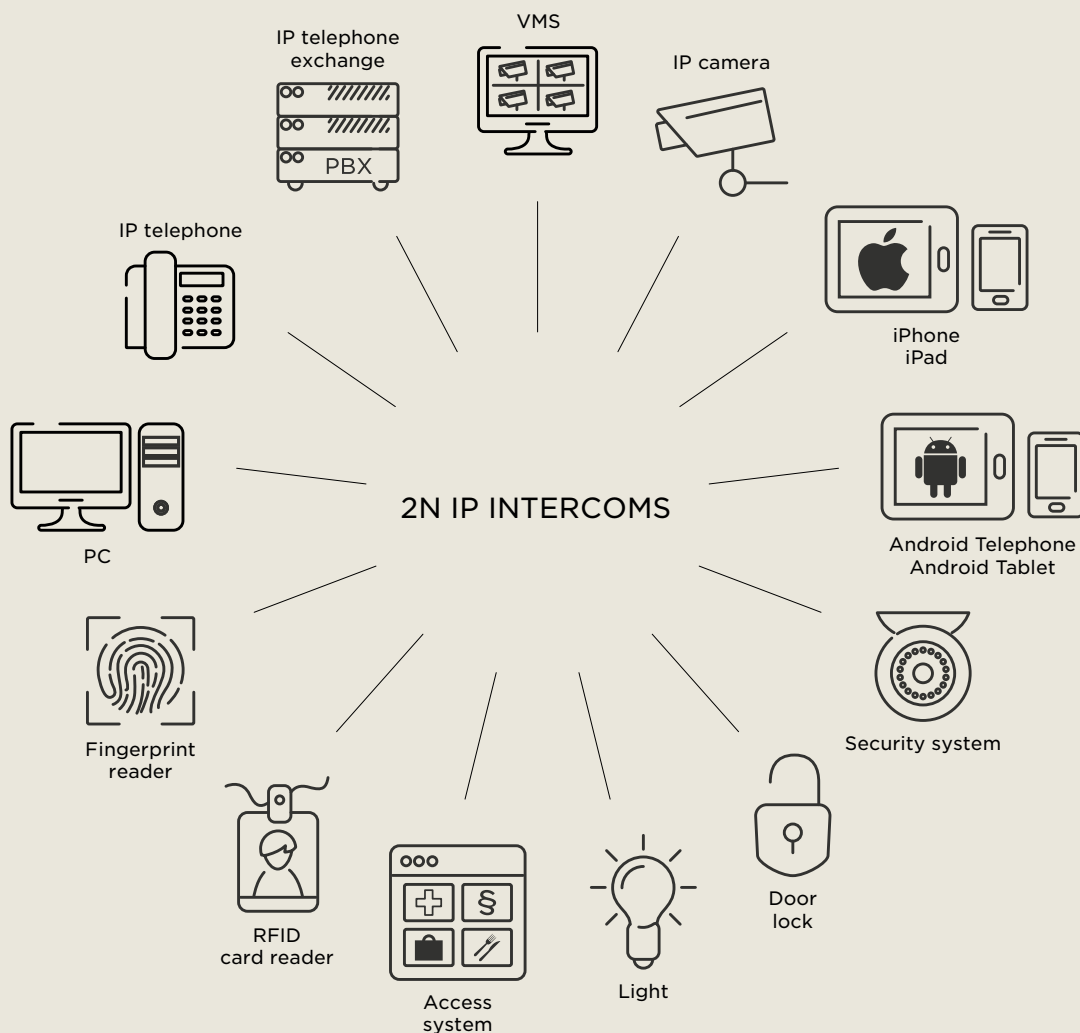 VMS
IP telephone
exchange
IP camera
PBX
IP telephone
iPhone
iPad
2N IP INTERCOMS
PC
Android Telephone
Android Tablet
Fingerprint
reader
Security system
RFID
card reader
Door
lock
§
Access
system
Light